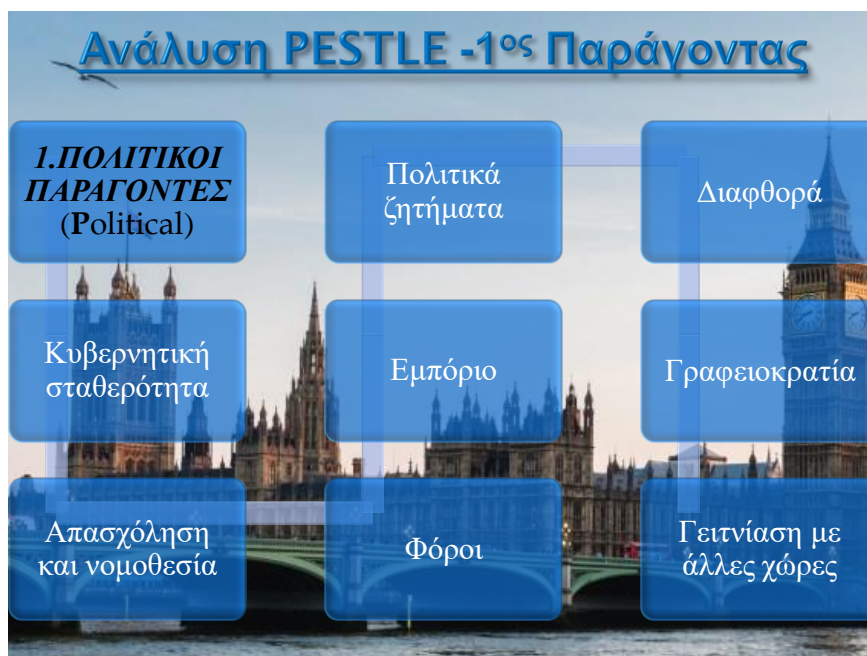 Ανάλυση PESTLE -1ος Παράγοντας
1.ΠΟΛΙΤΙΚΟΙ
ΠΑΡΑΓΟΝΤΕΣ
(Political)
Κυβερνητική
σταθερότητα
Απασχόληση
και νομοθεσία
Φόροι
Εμπόριο
Πολιτικά
ζητήματα
Διαφθορά
Γραφειοκρατία
Γειτνίαση με
άλλες χώρες